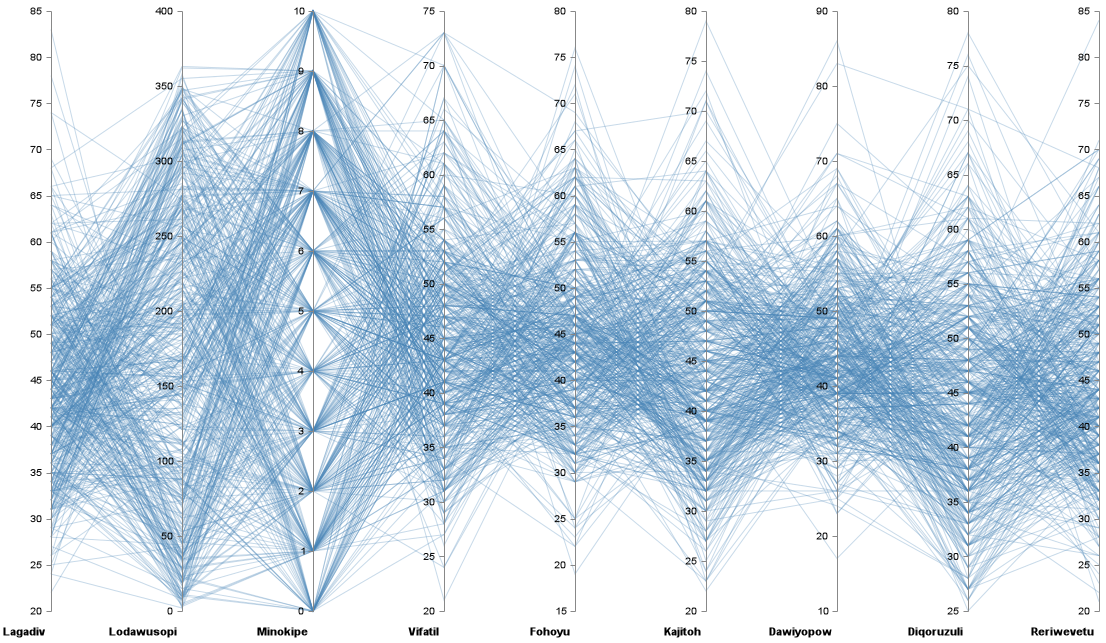 85 400 10 75 80 80 90 80 85
80 350 9 70 75 75 80 75 80
75 300 8 65 70 70 70 70 75
70 250 7 60 65 65 60 65 70
65 200 6 55 60 60 50 60 65
60 150 5 50 55 55 40 55 60
55 100 4 45 50 50 30 50 55
50 50 3 40 45 45 20 45 50
45 0 2 35 40 40 10 40 45
40 1 30 35 35 35 40
35 0 25 30 30 30 35
30 20 25 25 25 30
25 20 20 25
20 15 20
Lagadiv Lodawusopi Minokipe Vifatil Fohoyu Kajitoh Dawiyopow Diqoruzuli Reriwevetu